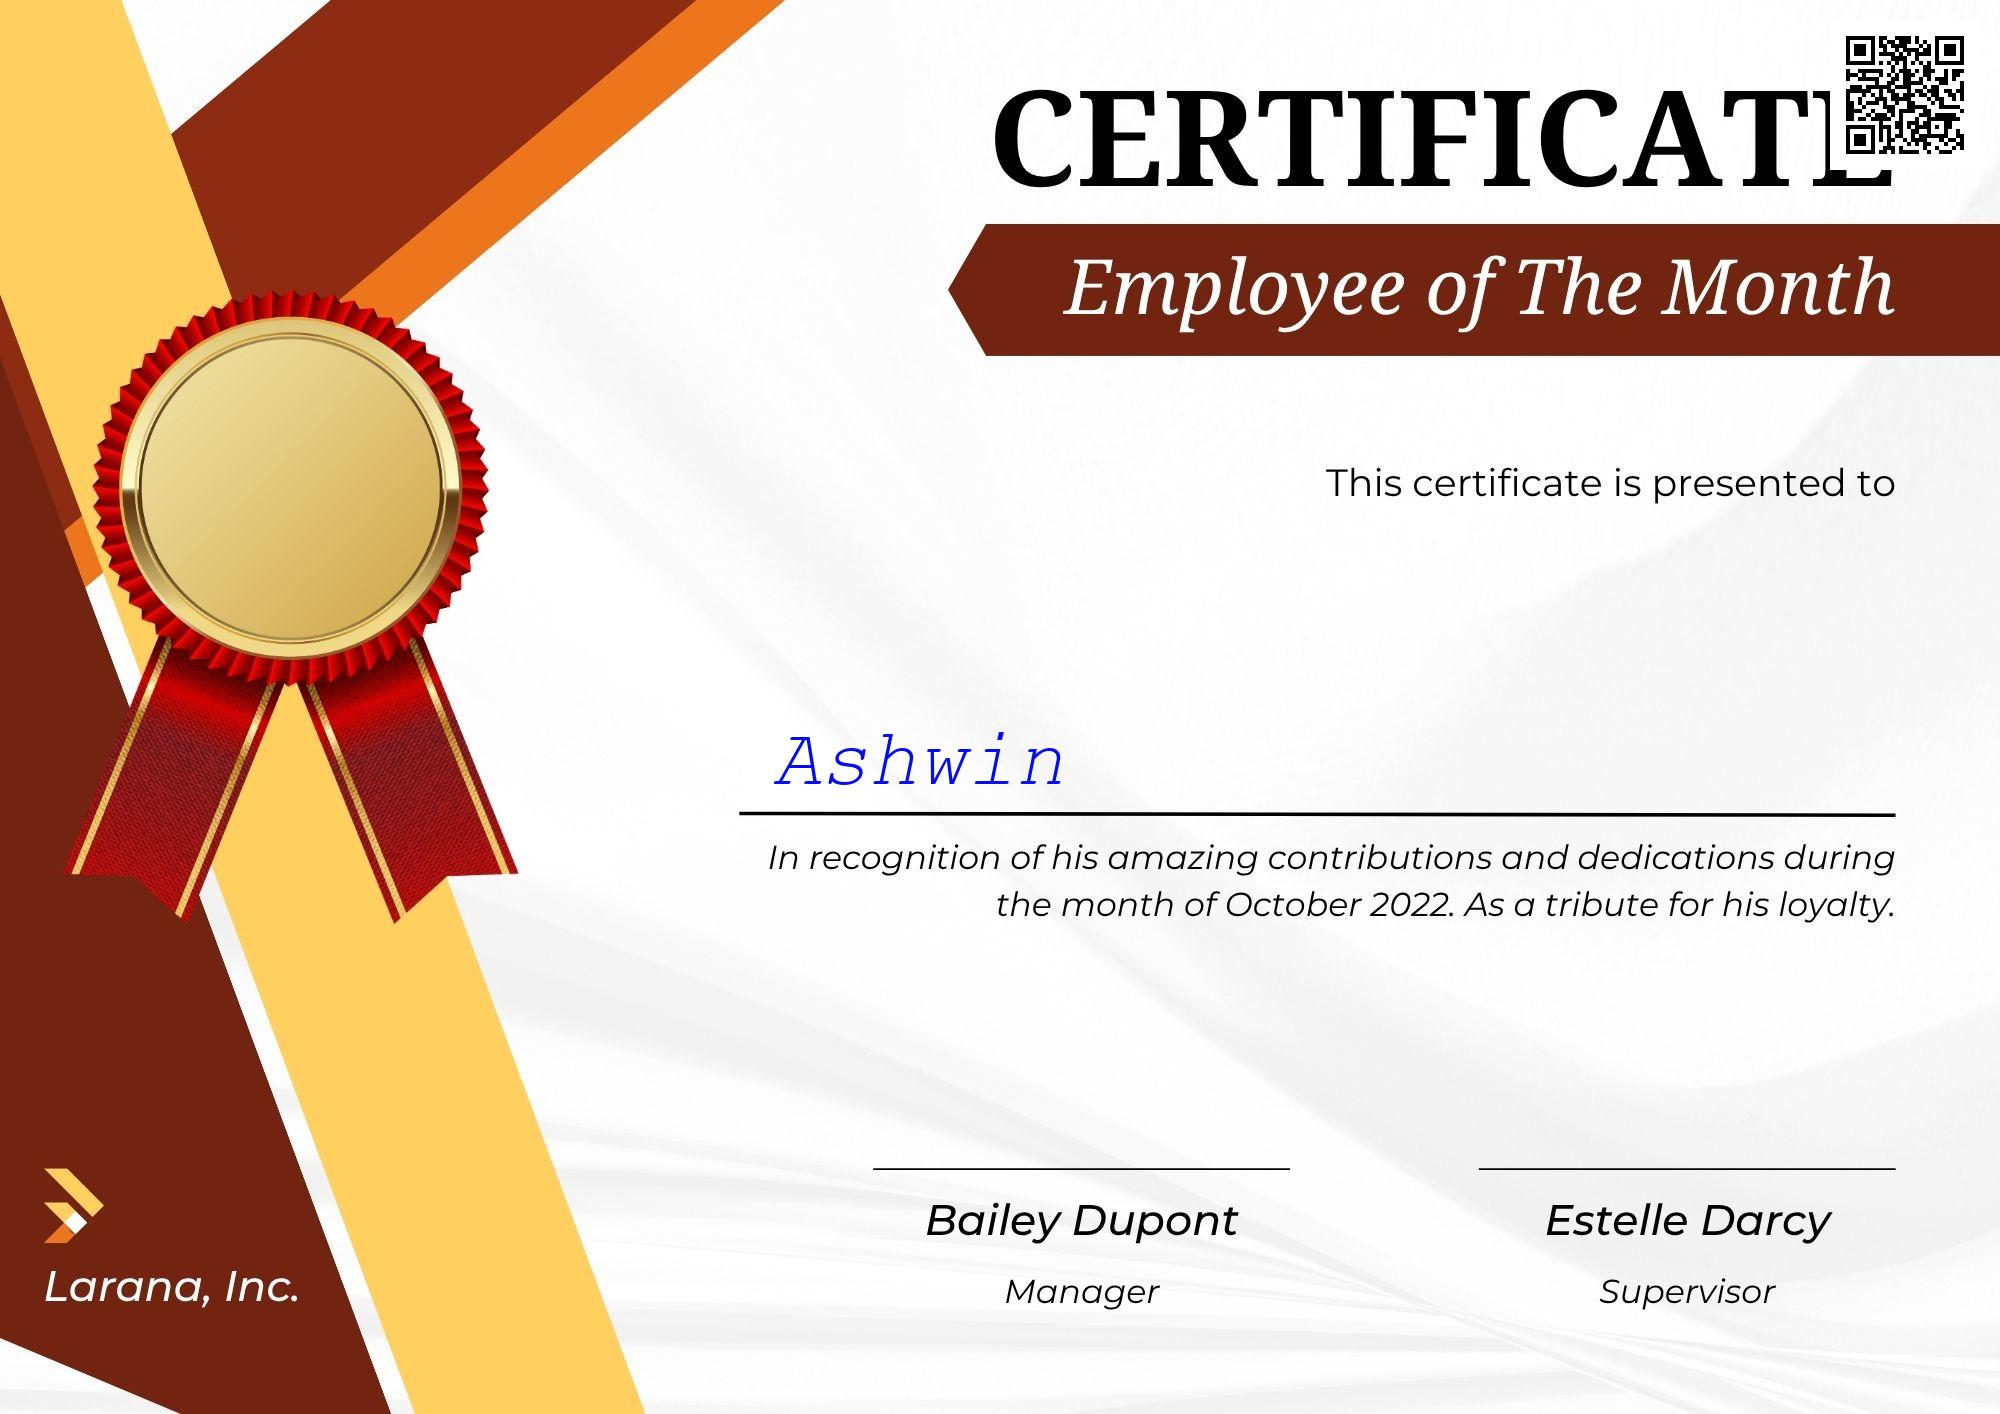 CERTIFICATE
Employee of The Month
This certificate is presented to
Ashwin
In recognition of his amazing contributions and dedications during
the month of October 2022. As a tribute for his loyalty.
Bailey Dupont
Manager
Estelle Darcy
Supervisor
Larana, Inc.